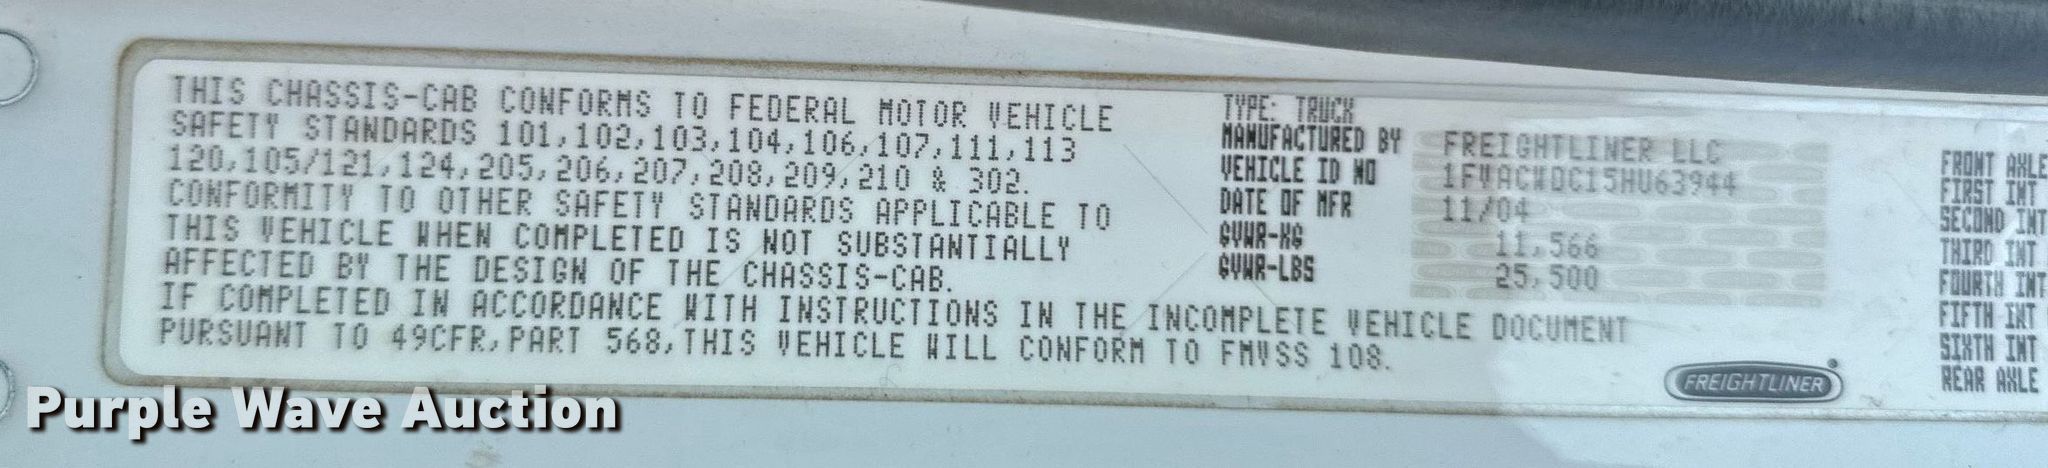 THIS CHASSIS-CAB CONFORMS TO FEDERAL MOTOR VEHICLE
SAFETY STANDARDS 101,102,103,104,106,107,111,113
120,105/121,124,205,206,207,208,209,210 & 302.
CONFORMITY TO OTHER SAFETY STANDARDS APPLICABLE TO
THIS VEHICLE WHEN COMPLETED IS NOT SUBSTANTIALLY
AFFECTED BY THE DESIGN OF THE CHASSIS-CAB.
IF COMPLETED IN ACCORDANCE WITH INSTRUCTIONS IN THE INCOMPLETE VEHICLE DOCUMENT
PURSUANT TO 49CFR,PART 568,THIS VEHICLE WILL CONFORM TO FMVSS 108.
TYPE: TRUCK
MANUFACTURED BY FREIGHTLINER LLC
VEHICLE ID NO 1FVACWDC15HU63944
DATE OF MFR 11/04
GVWR-KG 11,566
GVWR-LBS 25,500
FREIGHTLINER
FRONT AXLE
FIRST INT
SECOND INT
THIRD INT
FOURTH INT
FIFTH INT
SIXTH INT
REAR AXLE
Purple Wave Auction